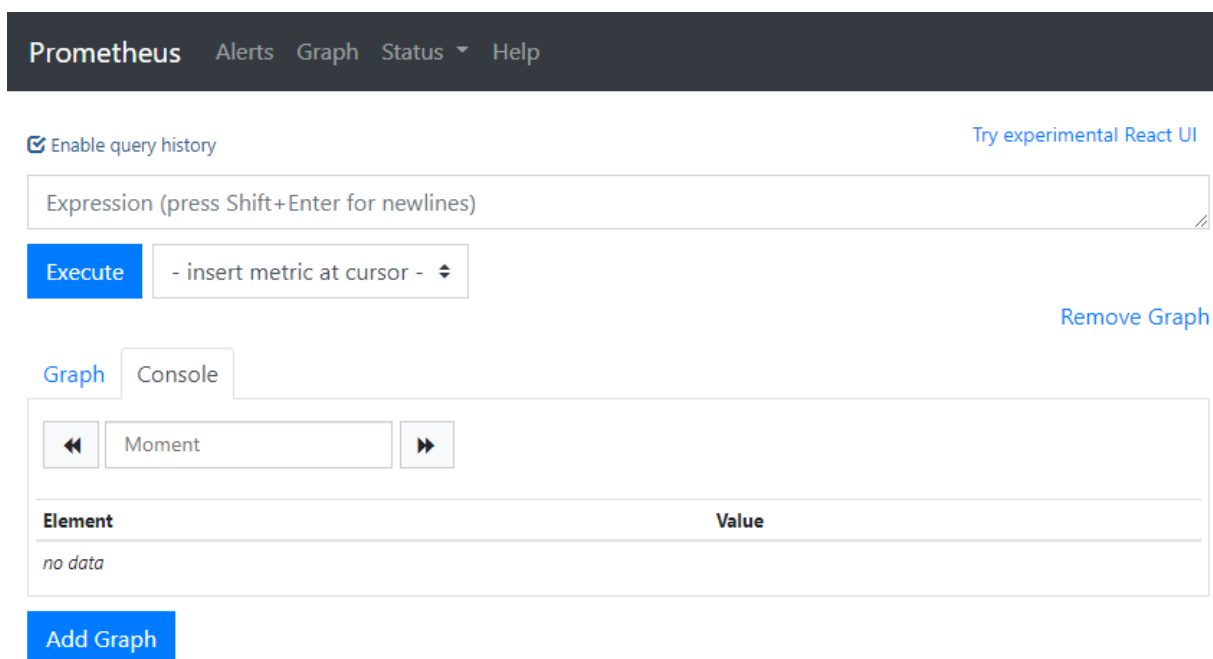 Prometheus Alerts Graph Status Help
Enable query history
Try experimental React UI
Expression (press Shift+Enter for newlines)
Execute - insert metric at cursor -
Remove Graph
Graph Console
Moment
Element Value
no data
Add Graph